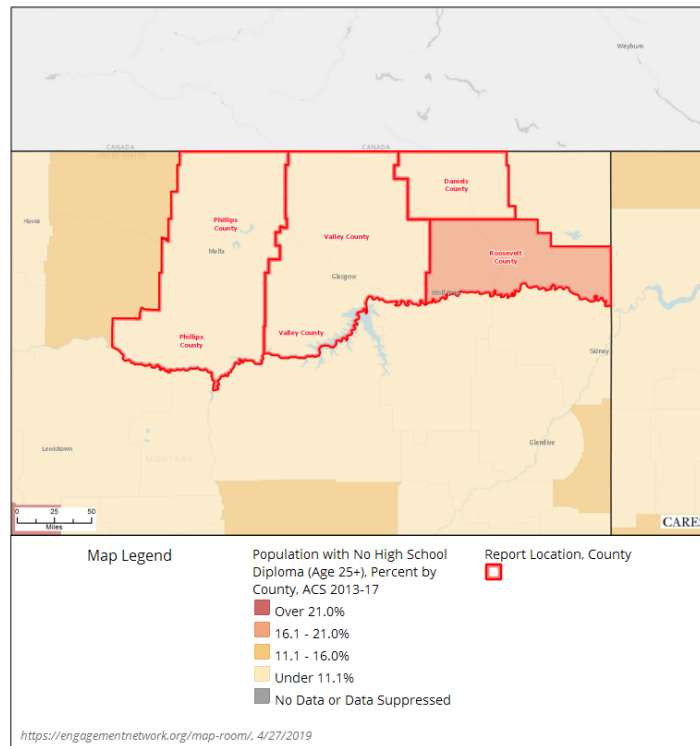 Weyburn
CANADA
UNITED STATES
CANADA
Daniels
County
Havre
Phillips
County
Malta
Valley County
Roosevelt
County
Glasgow
Valley County
Phillips
County
Sidney
Lewistown
MONTANA
Glendive
0 25 50
Miles
CARES
Map Legend
Population with No High School
Diploma (Age 25+), Percent by
County, ACS 2013-17
Over 21.0%
16.1 - 21.0%
11.1 - 16.0%
Under 11.1%
No Data or Data Suppressed
Report Location, County
https://engagementnetwork.org/map-room/, 4/27/2019